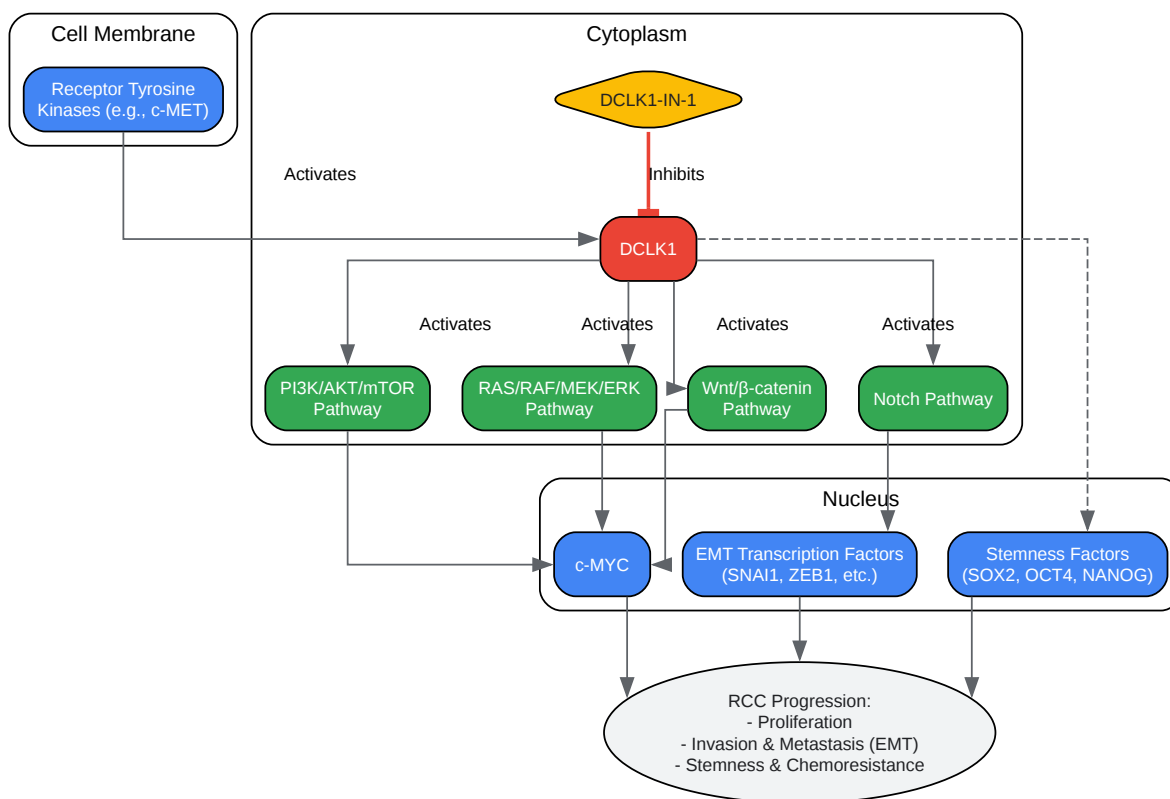 Cell Membrane
Cytoplasm
Receptor Tyrosine
Kinases (e.g., c-MET)
DCLK1-IN-1
Activates
Inhibits
DCLK1
Activates
Activates
Activates
Activates
PI3K/AKT/mTOR
Pathway
RAS/RAF/MEK/ERK
Pathway
Wnt/β-catenin
Pathway
Notch Pathway
Nucleus
c-MYC
EMT Transcription Factors
(SNAI1, ZEB1, etc.)
Stemness Factors
(SOX2, OCT4, NANOG)
RCC Progression:
- Proliferation
- Invasion & Metastasis (EMT)
- Stemness & Chemoresistance